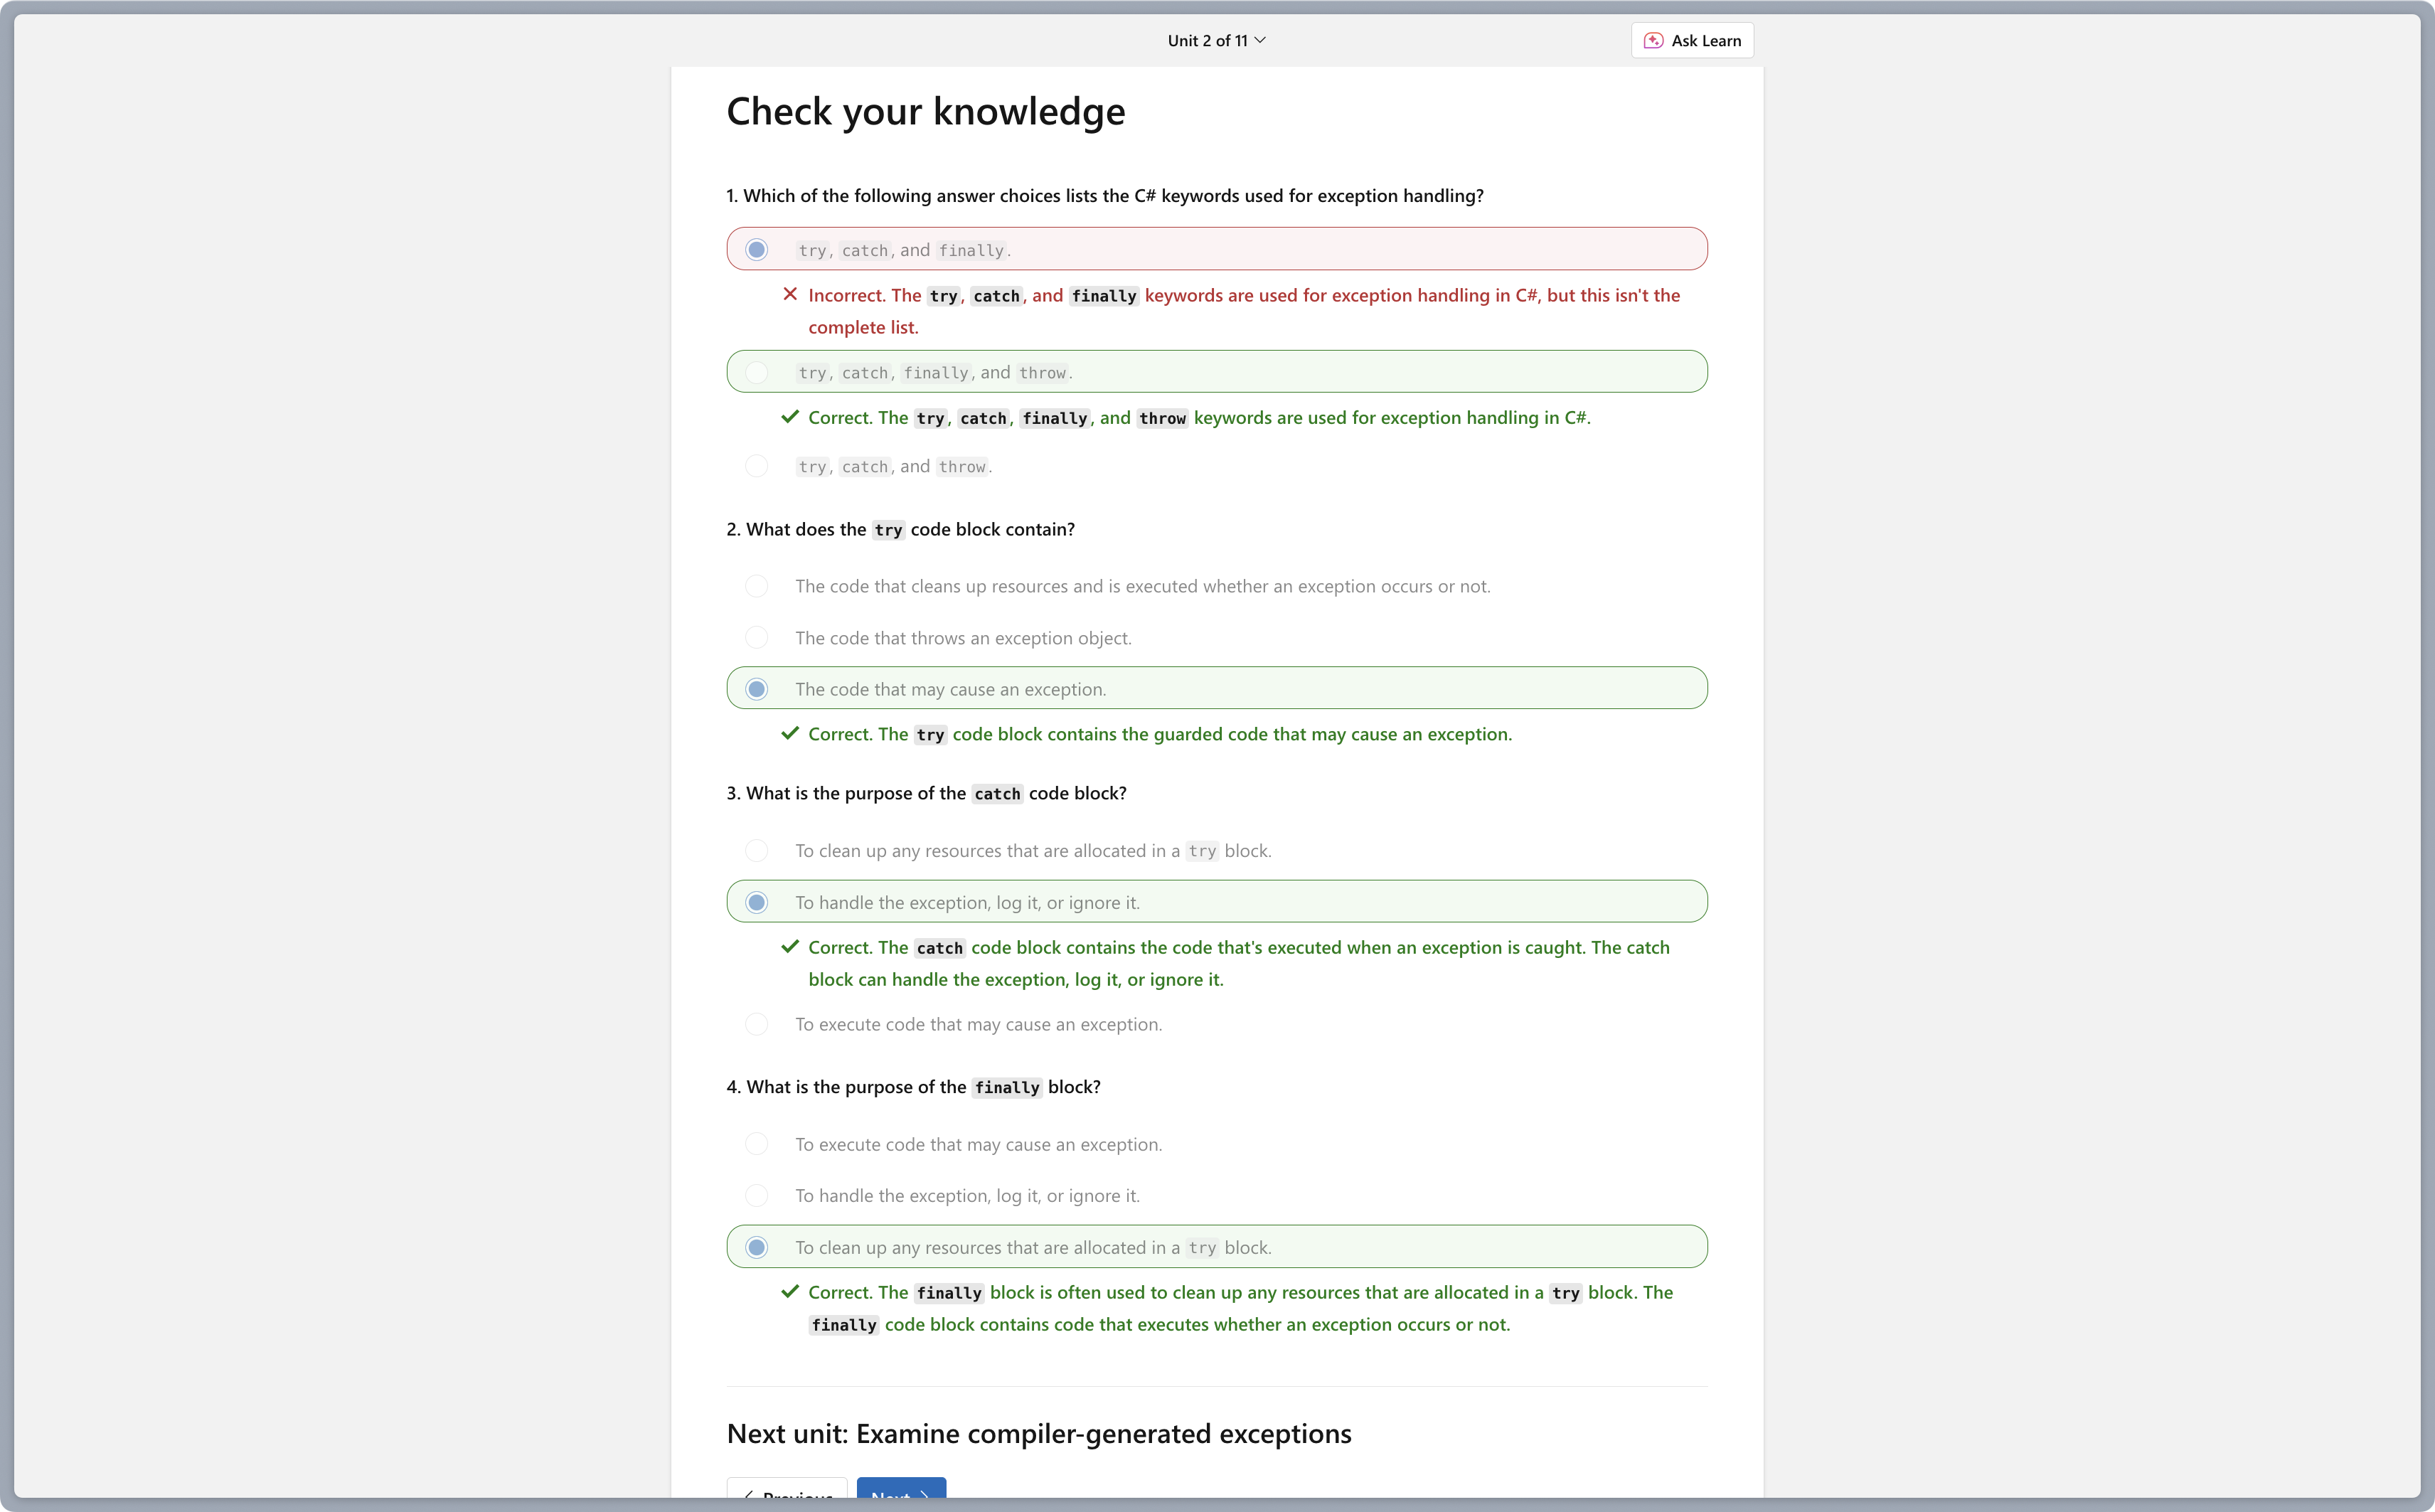 Unit 2 of 11
Ask Learn
Check your knowledge
1. Which of the following answer choices lists the C# keywords used for exception handling?
try, catch, and finally.
Incorrect. The try, catch, and finally keywords are used for exception handling in C#, but this isn't the
complete list.
try, catch, finally, and throw.
Correct. The try, catch, finally, and throw keywords are used for exception handling in C#.
try, catch, and throw.
2. What does the try code block contain?
The code that cleans up resources and is executed whether an exception occurs or not.
The code that throws an exception object.
The code that may cause an exception.
Correct. The try code block contains the guarded code that may cause an exception.
3. What is the purpose of the catch code block?
To clean up any resources that are allocated in a try block.
To handle the exception, log it, or ignore it.
Correct. The catch code block contains the code that's executed when an exception is caught. The catch
block can handle the exception, log it, or ignore it.
To execute code that may cause an exception.
4. What is the purpose of the finally block?
To execute code that may cause an exception.
To handle the exception, log it, or ignore it.
To clean up any resources that are allocated in a try block.
Correct. The finally block is often used to clean up any resources that are allocated in a try block. The
finally code block contains code that executes whether an exception occurs or not.
Next unit: Examine compiler-generated exceptions
Previous
Next